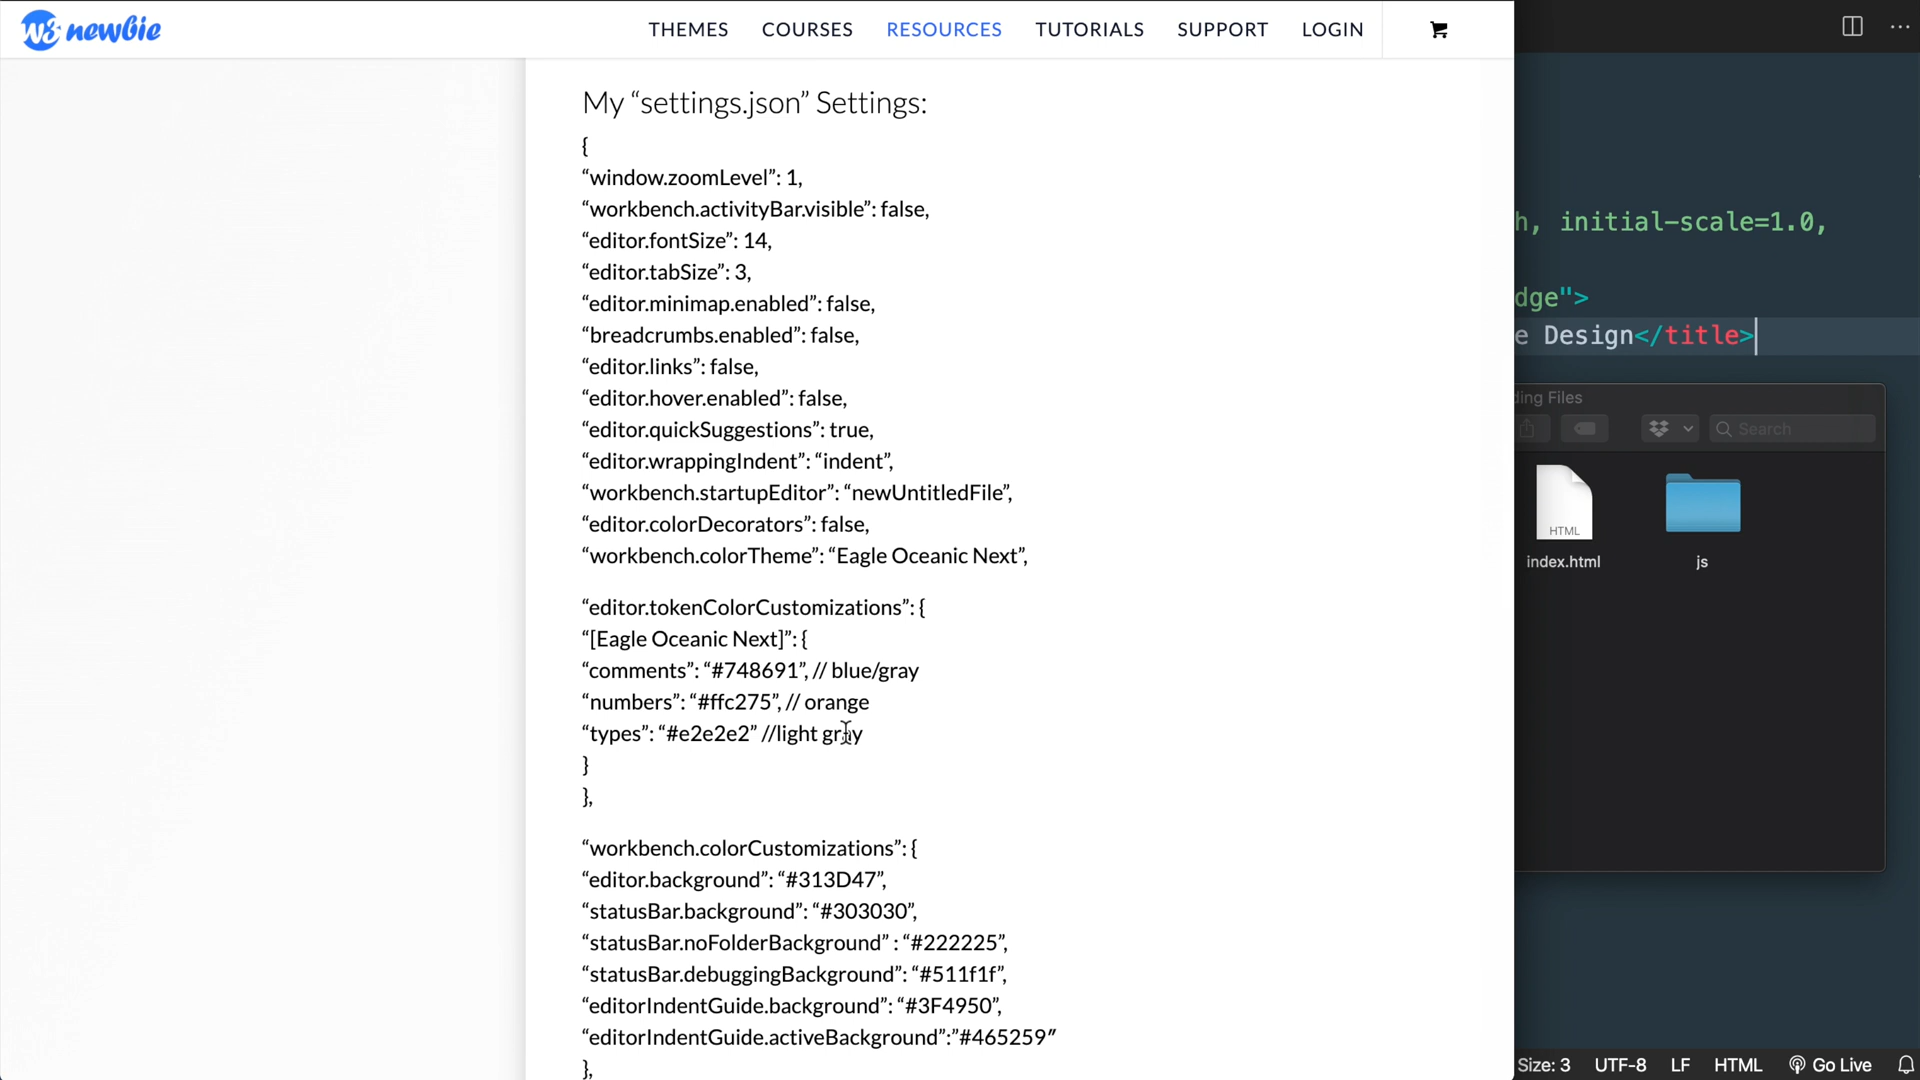 W3 newbie
THEMES COURSES RESOURCES TUTORIALS SUPPORT LOGIN
My “settings.json” Settings:
{
“window.zoomLevel”: 1,
“workbench.activityBar.visible”: false,
“editor.fontSize”: 14,
“editor.tabSize”: 3,
“editor.minimap.enabled”: false,
“breadcrumbs.enabled”: false,
“editor.links”: false,
“editor.hover.enabled”: false,
“editor.quickSuggestions”: true,
“editor.wrappingIndent”: “indent”,
“workbench.startupEditor”: “newUntitledFile”,
“editor.colorDecorators”: false,
“workbench.colorTheme”: “Eagle Oceanic Next”,
“editor.tokenColorCustomizations”: {
“[Eagle Oceanic Next]”: {
“comments”: “#748691”, // blue/gray
“numbers”: “#ffc275”, // orange
“types”: “#e2e2e2” //light gray
}
},
“workbench.colorCustomizations”: {
“editor.background”: “#313D47”,
“statusBar.background”: “#303030”,
“statusBar.noFolderBackground” : “#222225”,
“statusBar.debuggingBackground”: “#511f1f”,
“editorIndentGuide.background”: “#3F4950”,
“editorIndentGuide.activeBackground”:”#465259″
},
h, initial-scale=1.0,
dge">
e Design</title>
ding Files
Search
HTML
index.html
js
Size: 3 UTF-8 LF HTML Go Live